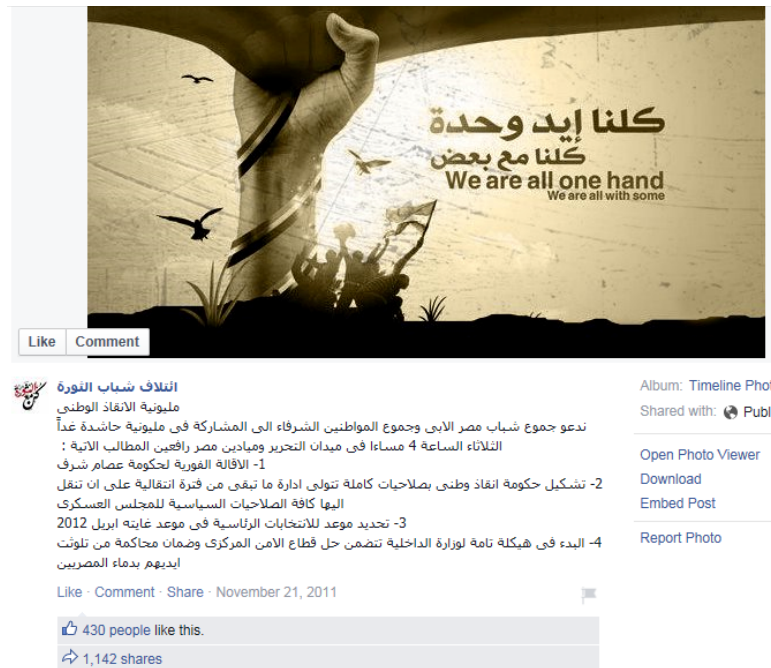 كلنا إيد وحدة
كلنا مع بعض
We are all one hand
We are all with some
Like Comment
ائتلاف شباب الثورة
مليونية الانقاذ الوطنى
ندعو جموع شباب مصر الابى وجموع المواطنين الشرفاء الى المشاركة فى مليونية حاشدة غداً
الثلاثاء الساعة 4 مساءا فى ميدان التحرير وميادين مصر رافعين المطالب الاتية :
1- الاقالة الفورية لحكومة عصام شرف
2- تشكيل حكومة انقاذ وطنى بصلاحيات كاملة تتولى ادارة ما تبقى من فترة انتقالية على ان تنقل
اليها كافة الصلاحيات السياسية للمجلس العسكرى
3- تحديد موعد للانتخابات الرئاسية فى موعد غايته ابريل 2012
4- البدء فى هيكلة تامة لوزارة الداخلية تتضمن حل قطاع الامن المركزى وضمان محاكمة من تلوثت
ايديهم بدماء المصريين
Like · Comment · Share · November 21, 2011
430 people like this.
1,142 shares
Album: Timeline Phot
Shared with: Publ
Open Photo Viewer
Download
Embed Post
Report Photo